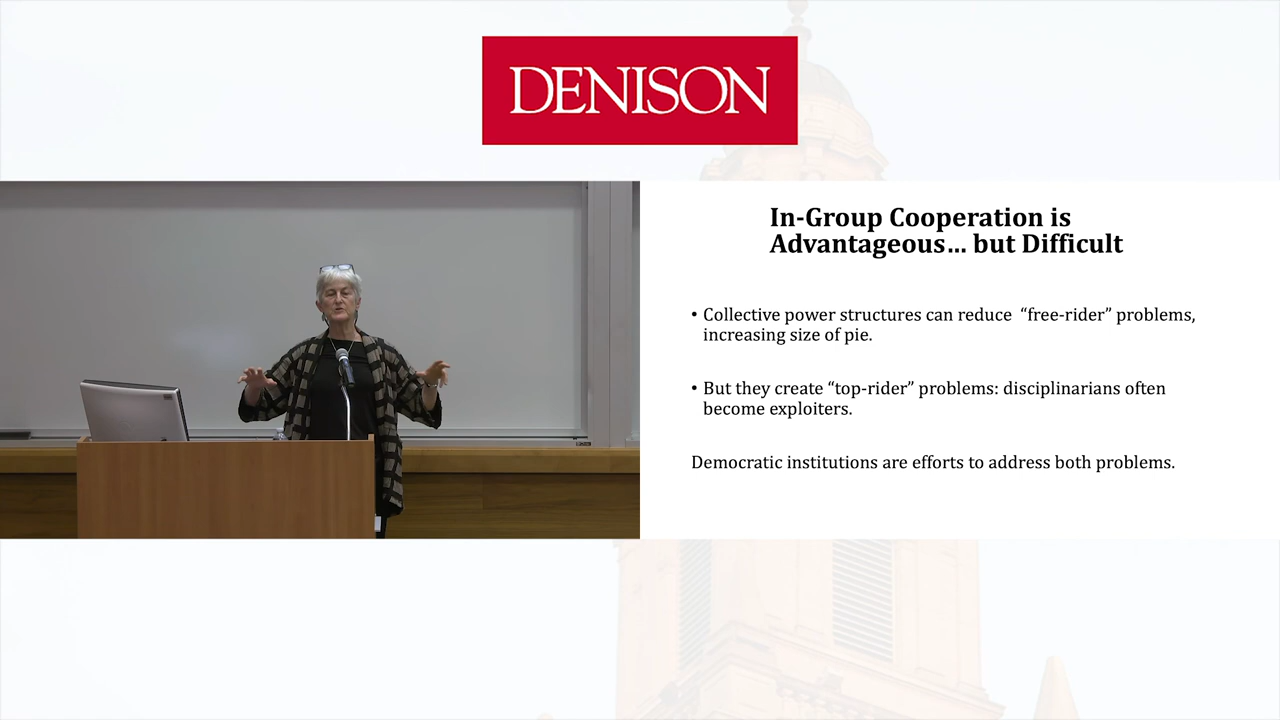 DENISON
In-Group Cooperation is
Advantageous... but Difficult
• Collective power structures can reduce “free-rider” problems,
increasing size of pie.
• But they create “top-rider” problems: disciplinarians often
become exploiters.
Democratic institutions are efforts to address both problems.